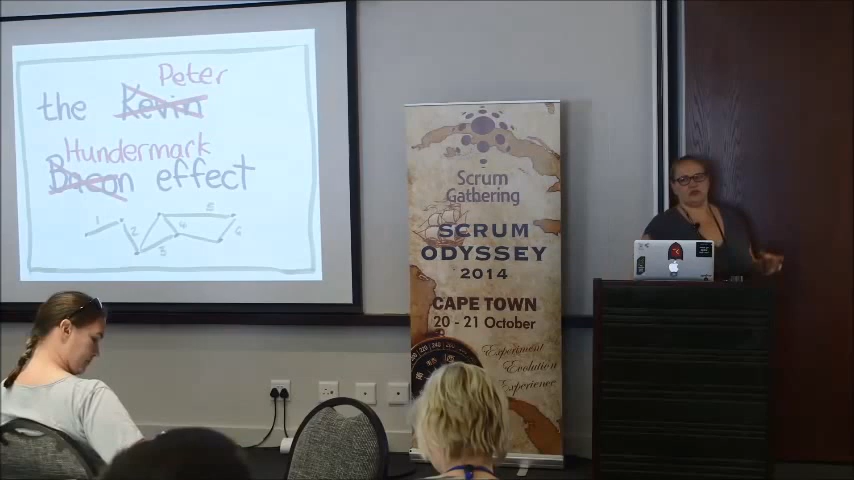 Peter
the Kevin
Hundermark
Bacon effect
1
2
3
4
5
6
Scrum
Gathering
SCRUM
ODYSSEY
2014
CAPE TOWN
20 - 21 October
Experiment
Evolution
Experience